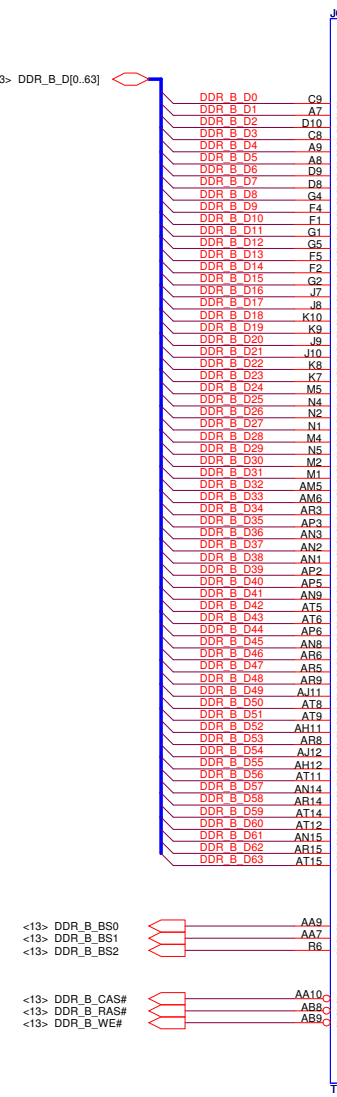 3> DDR_B_D[0..63]
DDR_B_D0 C9
DDR_B_D1 A7
DDR_B_D2 D10
DDR_B_D3 C8
DDR_B_D4 A9
DDR_B_D5 A8
DDR_B_D6 D9
DDR_B_D7 D8
DDR_B_D8 G4
DDR_B_D9 F4
DDR_B_D10 F1
DDR_B_D11 G1
DDR_B_D12 G5
DDR_B_D13 F5
DDR_B_D14 F2
DDR_B_D15 G2
DDR_B_D16 J7
DDR_B_D17 J8
DDR_B_D18 K10
DDR_B_D19 K9
DDR_B_D20 J9
DDR_B_D21 J10
DDR_B_D22 K8
DDR_B_D23 K7
DDR_B_D24 M5
DDR_B_D25 N4
DDR_B_D26 N2
DDR_B_D27 N1
DDR_B_D28 M4
DDR_B_D29 N5
DDR_B_D30 M2
DDR_B_D31 M1
DDR_B_D32 AM5
DDR_B_D33 AM6
DDR_B_D34 AR3
DDR_B_D35 AP3
DDR_B_D36 AN3
DDR_B_D37 AN2
DDR_B_D38 AN1
DDR_B_D39 AP2
DDR_B_D40 AP5
DDR_B_D41 AN9
DDR_B_D42 AT5
DDR_B_D43 AT6
DDR_B_D44 AP6
DDR_B_D45 AN8
DDR_B_D46 AR6
DDR_B_D47 AR5
DDR_B_D48 AR9
DDR_B_D49 AJ11
DDR_B_D50 AT8
DDR_B_D51 AT9
DDR_B_D52 AH11
DDR_B_D53 AR8
DDR_B_D54 AJ12
DDR_B_D55 AH12
DDR_B_D56 AT11
DDR_B_D57 AN14
DDR_B_D58 AR14
DDR_B_D59 AT14
DDR_B_D60 AT12
DDR_B_D61 AN15
DDR_B_D62 AR15
DDR_B_D63 AT15
<13> DDR_B_BS0 AA9
<13> DDR_B_BS1 AA7
<13> DDR_B_BS2 R6
<13> DDR_B_CAS# AA10
<13> DDR_B_RAS# AB8
<13> DDR_B_WE# AB9